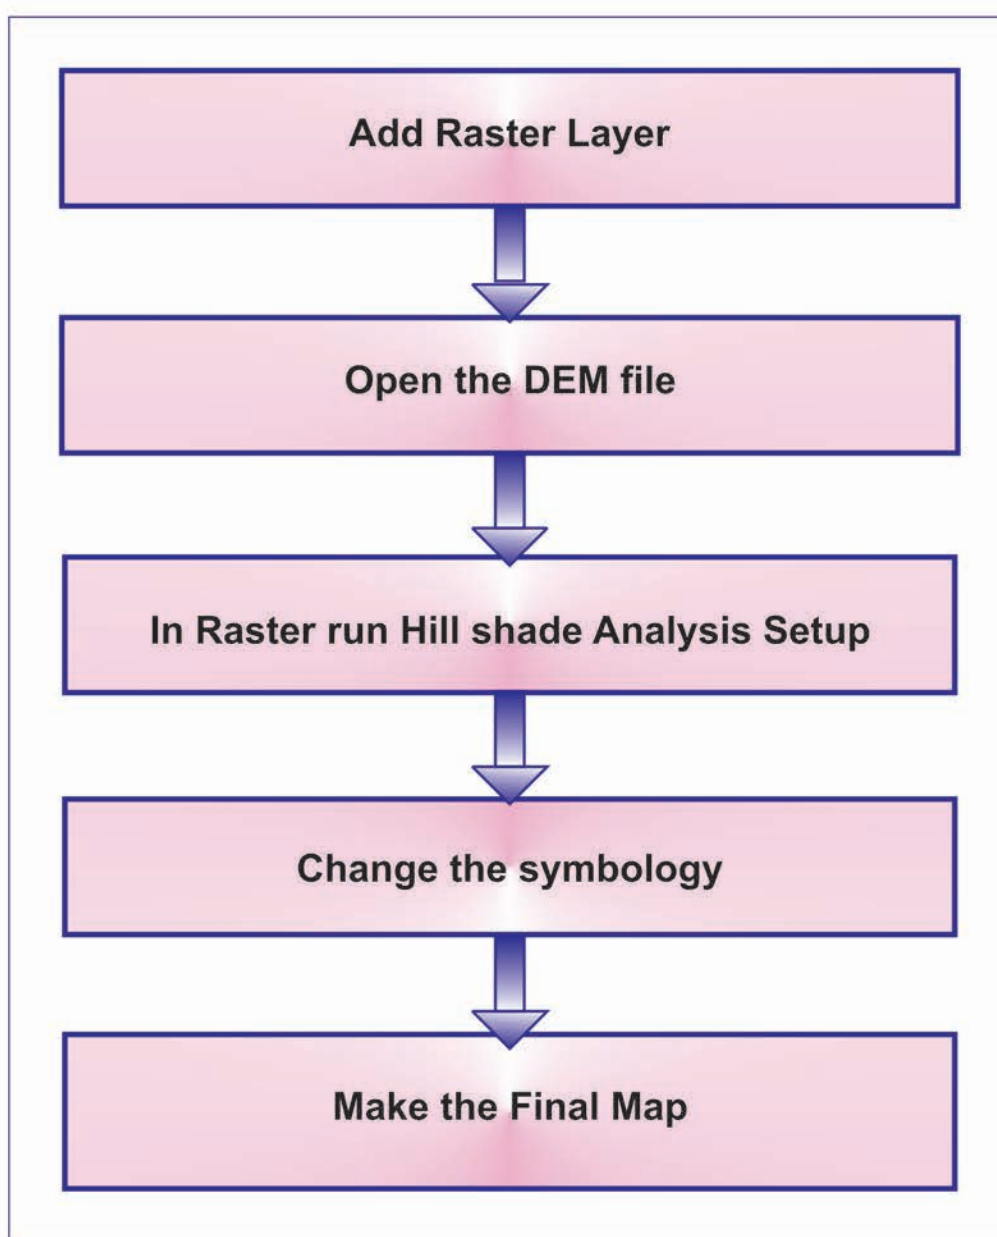 Add Raster Layer
Open the DEM file
In Raster run Hill shade Analysis Setup
Change the symbology
Make the Final Map